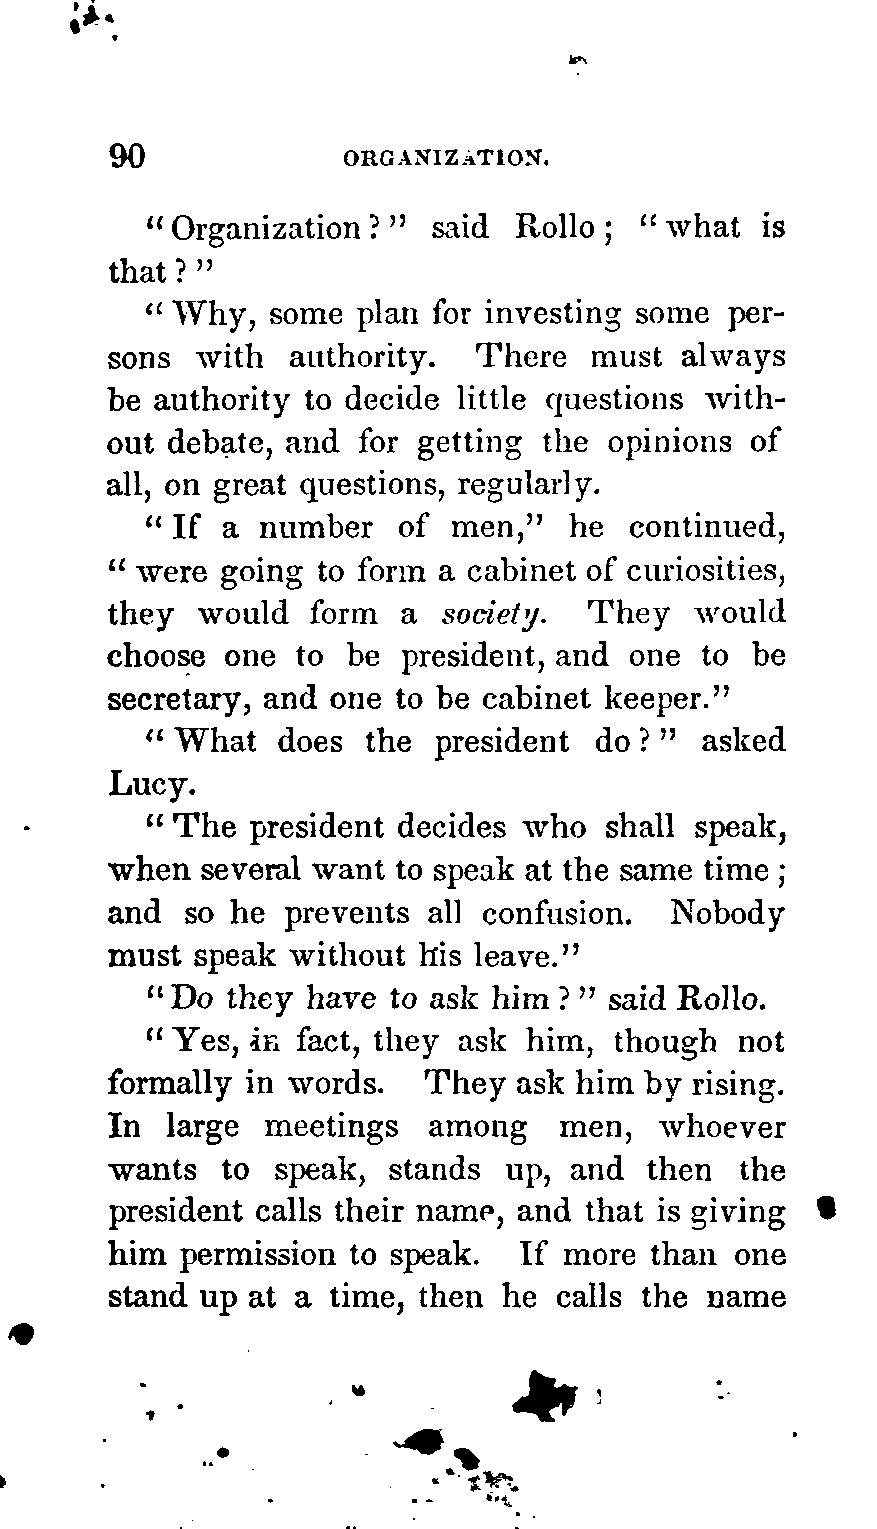 90 ORGANIZATION.
"Organization?" said Rollo; "what is
that?"
"Why, some plan for investing some per-
sons with authority. There must always
be authority to decide little questions with-
out debate, and for getting the opinions of
all, on great questions, regularly.
"If a number of men," he continued,
"were going to form a cabinet of curiosities,
they would form a society. They would
choose one to be president, and one to be
secretary, and one to be cabinet keeper."
"What does the president do?" asked
Lucy.
"The president decides who shall speak,
when several want to speak at the same time;
and so he prevents all confusion. Nobody
must speak without his leave."
"Do they have to ask him?" said Rollo.
"Yes, in fact, they ask him, though not
formally in words. They ask him by rising.
In large meetings among men, whoever
wants to speak, stands up, and then the
president calls their name, and that is giving
him permission to speak. If more than one
stand up at a time, then he calls the name